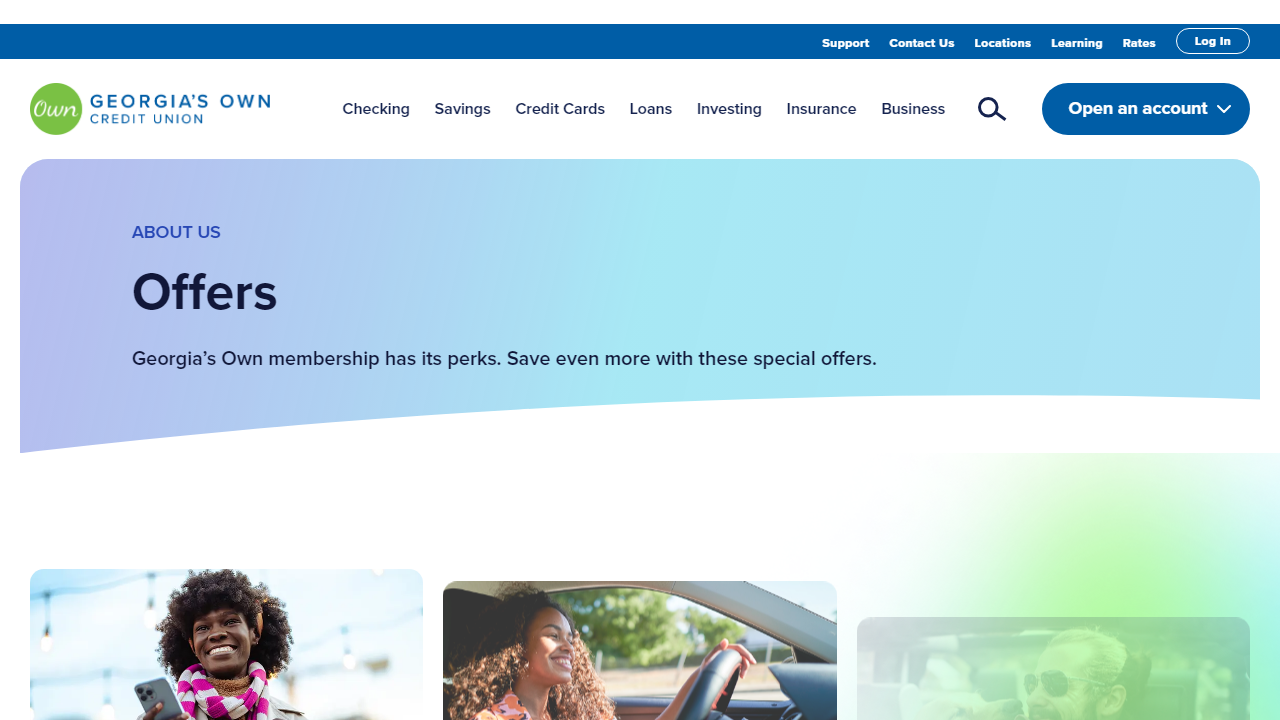 Support Contact Us Locations Learning Rates Log In
Own GEORGIA'S OWN
CREDIT UNION
Checking Savings Credit Cards Loans Investing Insurance Business Open an account
ABOUT US
Offers
Georgia’s Own membership has its perks. Save even more with these special offers.